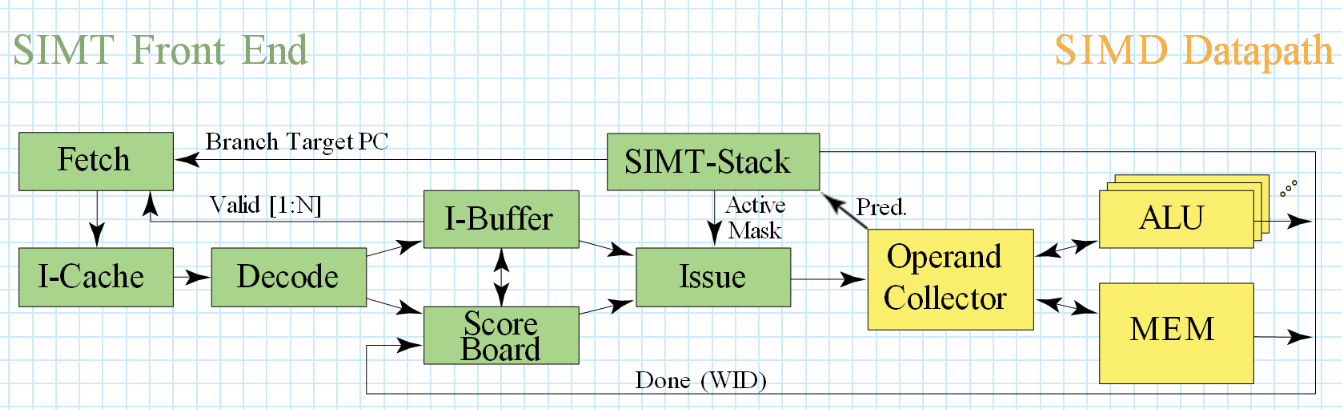 SIMT Front End
SIMD Datapath
Fetch
Branch Target PC
SIMT-Stack
Valid [1:N]
I-Buffer
Active
Mask
Pred.
ALU
I-Cache
Decode
Issue
Operand
Collector
Score
Board
MEM
Done (WID)